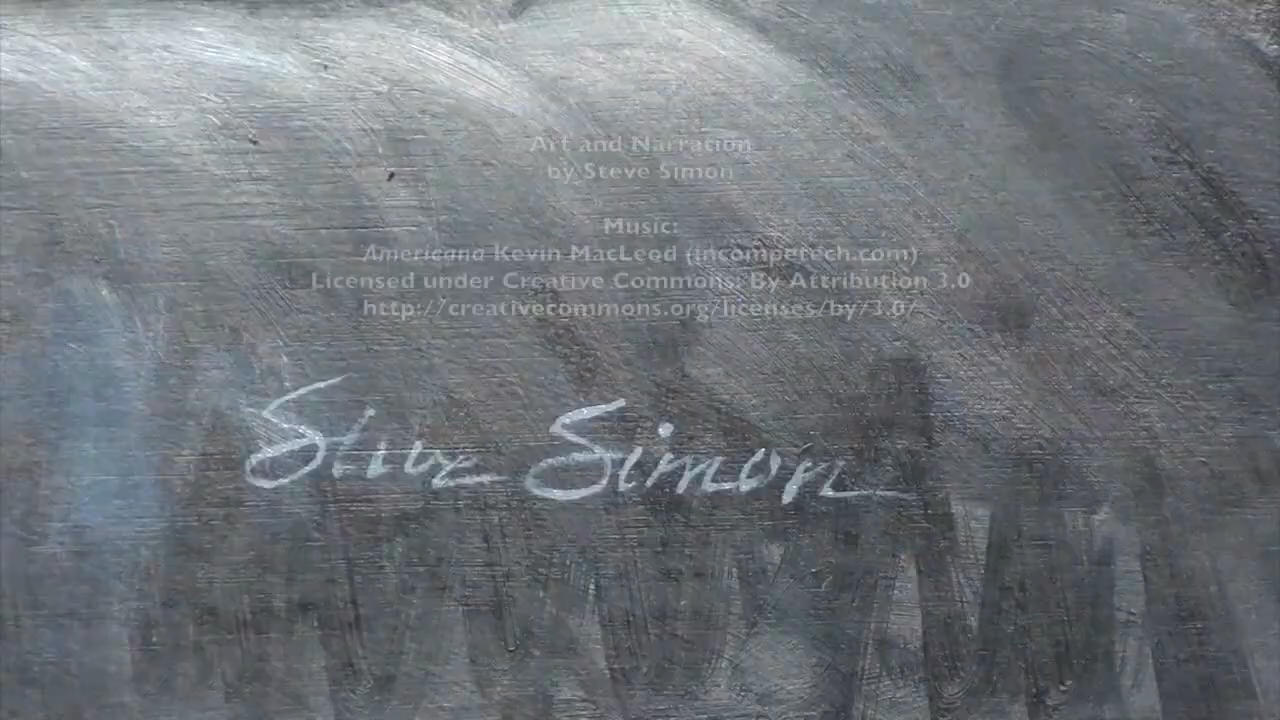 Art and Narration
by Steve Simon
Music:
Americana Kevin MacLeod (incompetech.com)
Licensed under Creative Commons: By Attribution 3.0
http://creativecommons.org/licenses/by/3.0/
Steve Simon